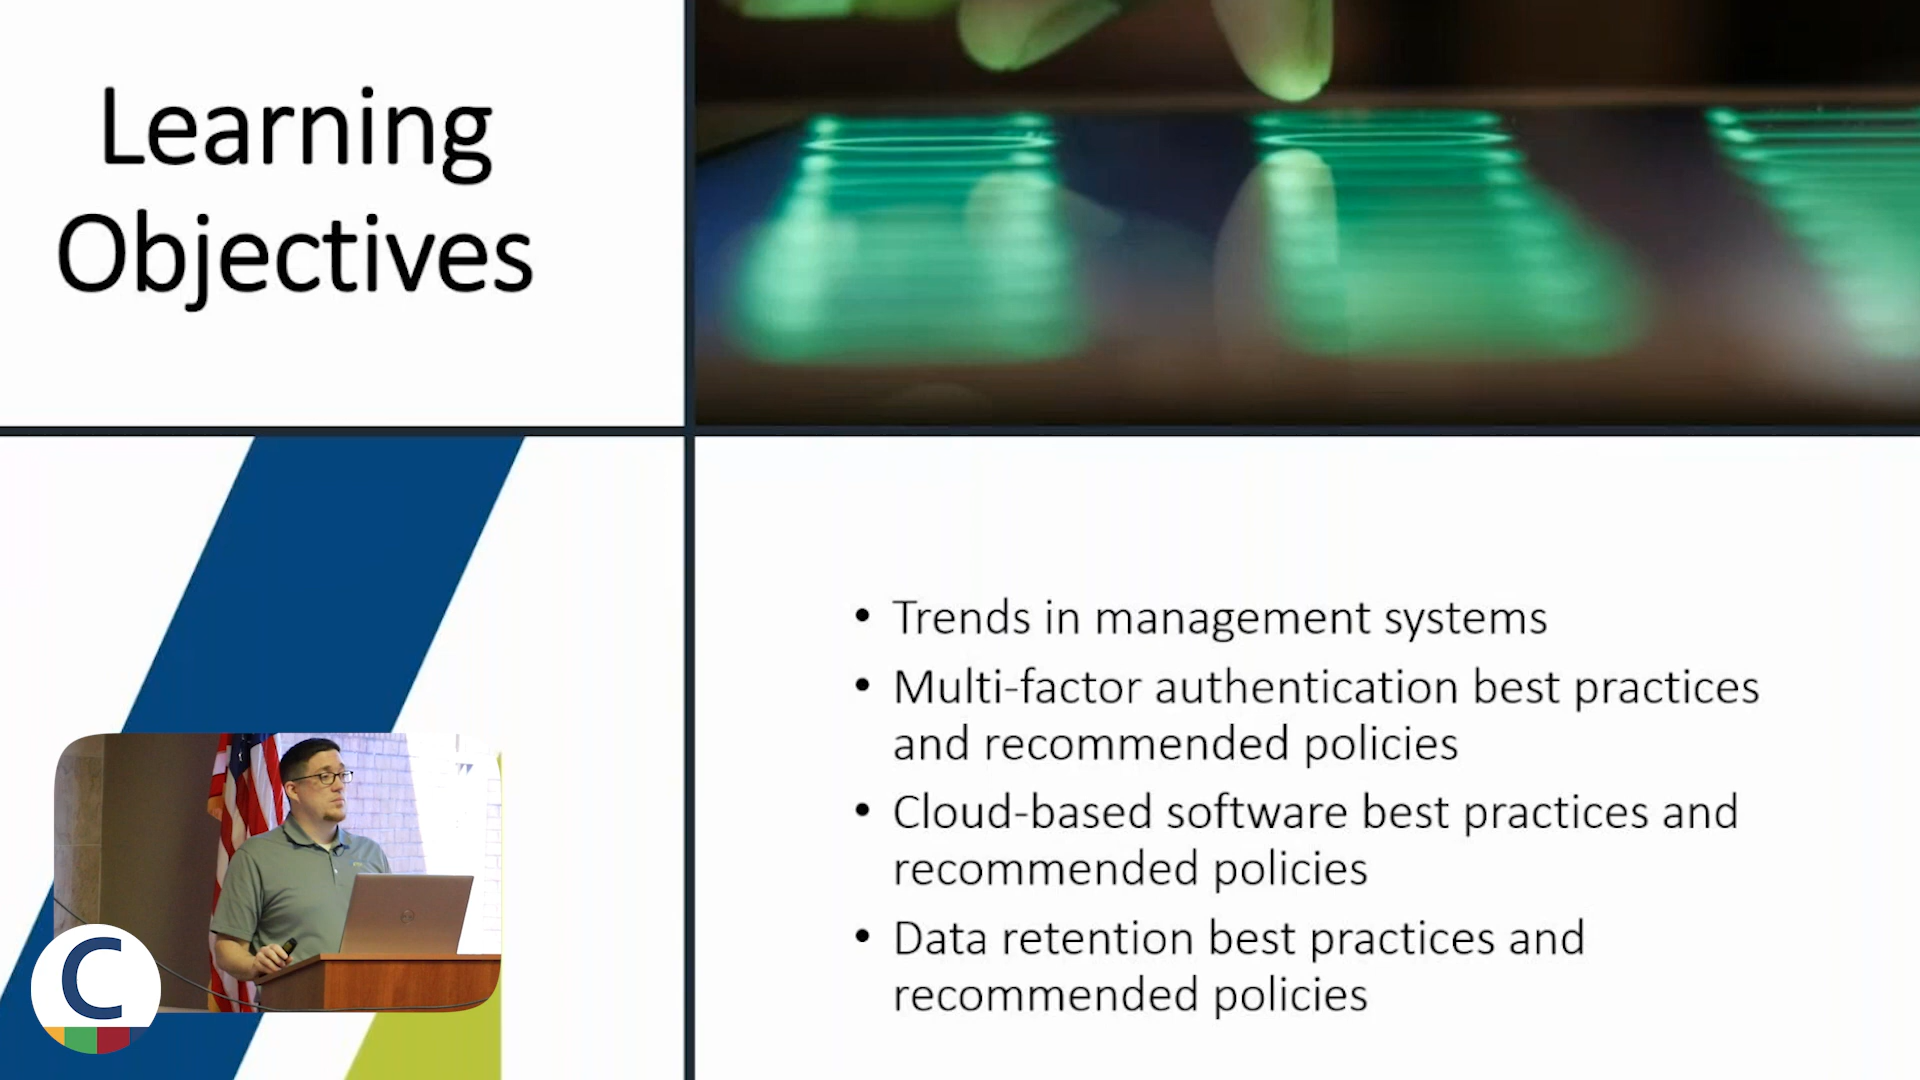 Learning
Objectives
• Trends in management systems
• Multi-factor authentication best practices
and recommended policies
• Cloud-based software best practices and
recommended policies
• Data retention best practices and
recommended policies
C